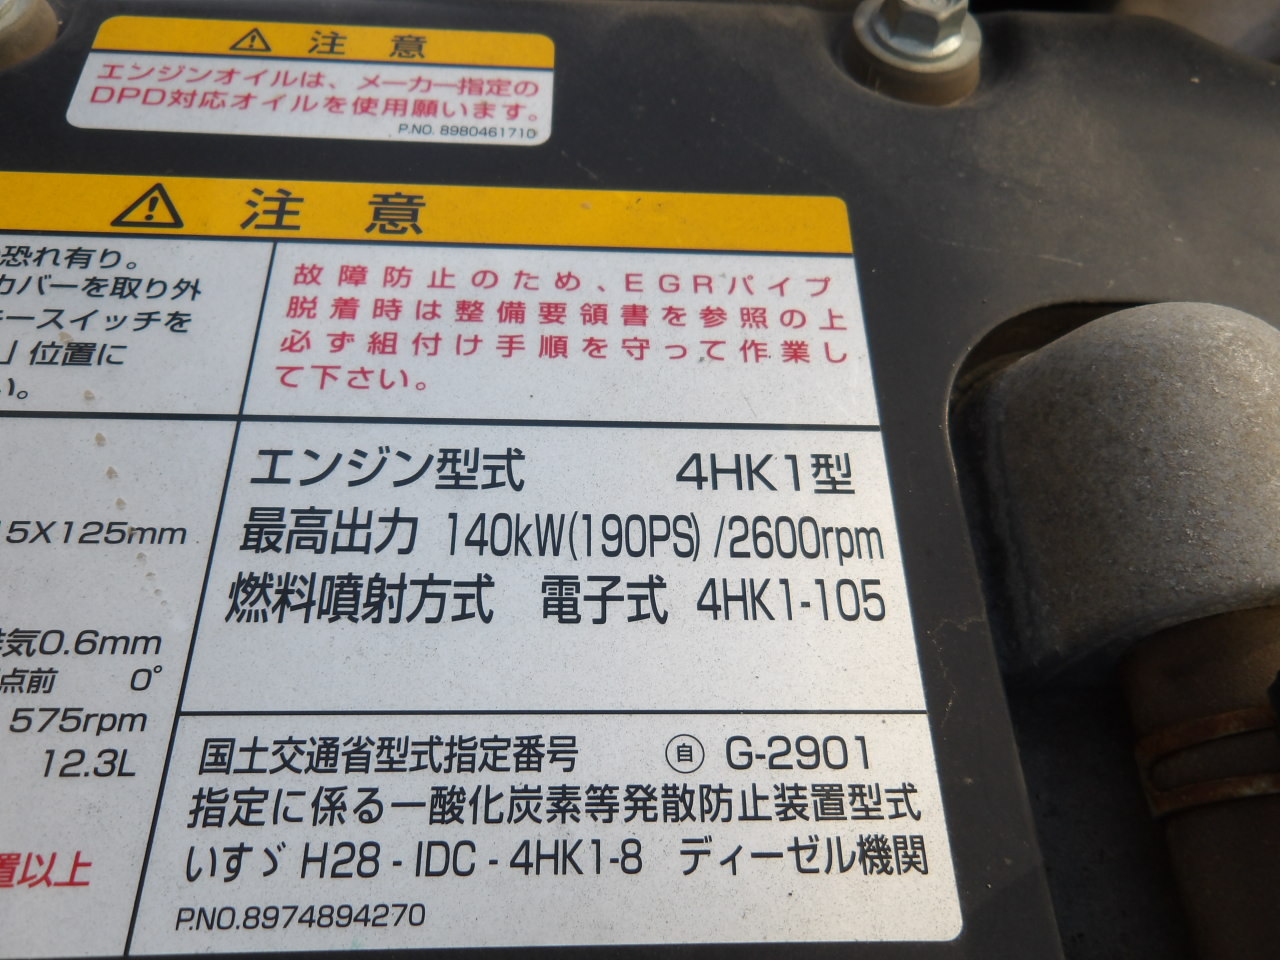 注意
エンジンオイルは、メーカー指定の
DPD対応オイルを使用願います。
P.NO. 8980461710
注意
恐れ有り。
カバーを取り外
キースイッチを
」位置に
い。
故障防止のため、EGRパイプ
脱着時は整備要領書を参照の上
必ず組付け手順を守って作業し
て下さい。
15X125mm
排気0.6mm
点前 0°
575rpm
12.3L
置以上
エンジン型式 4HK1型
最高出力 140kW(190PS)/2600rpm
燃料噴射方式 電子式 4HK1-105
国土交通省型式指定番号 自 G-2901
指定に係る一酸化炭素等発散防止装置型式
いすゞ H28-IDC-4HK1-8 ディーゼル機関
P.NO.8974894270